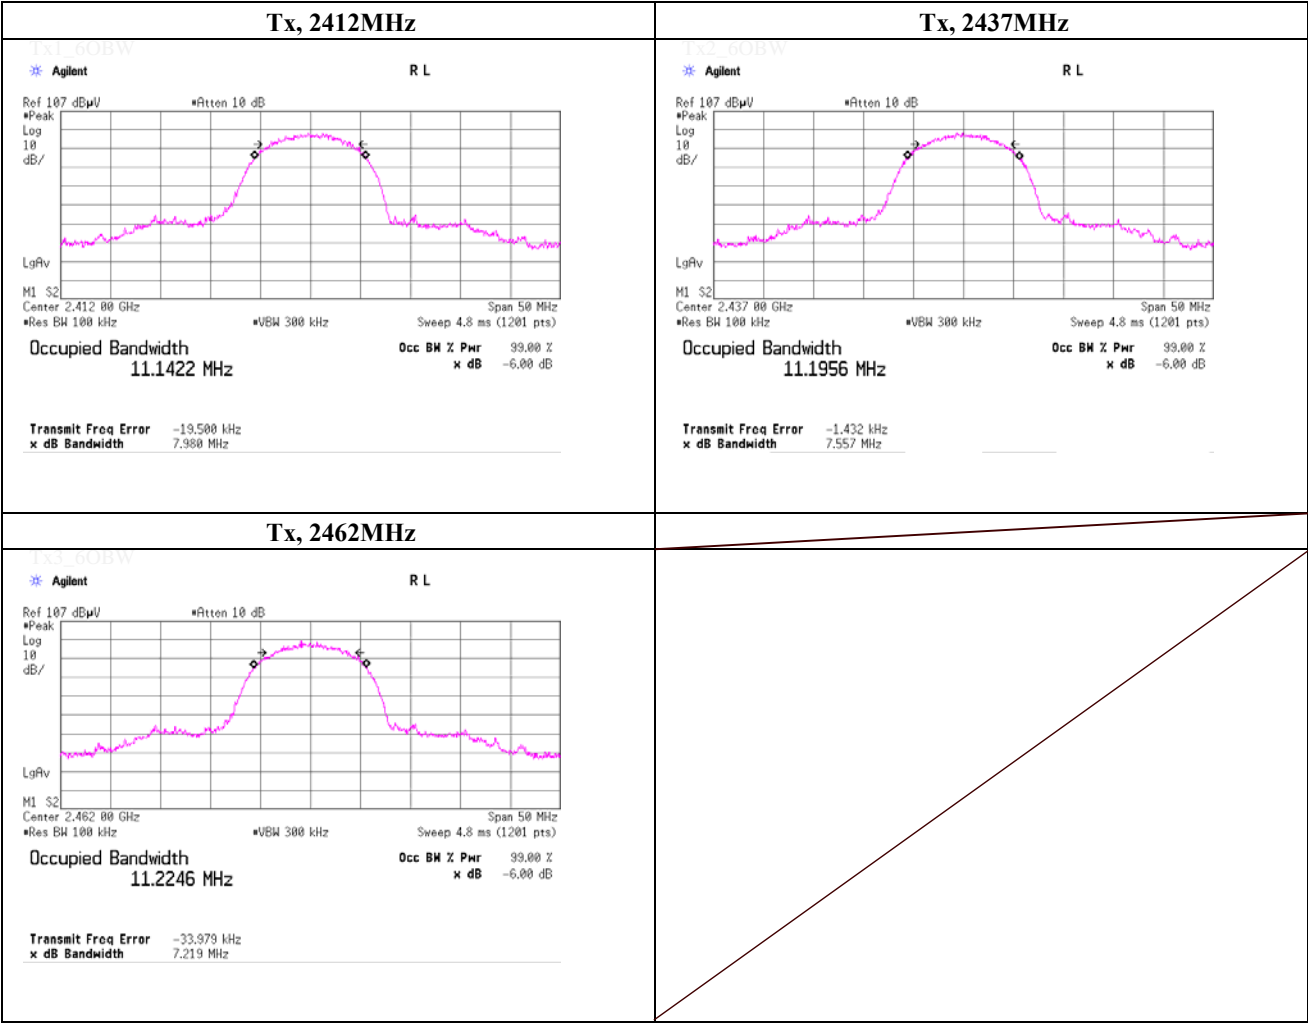 Tx, 2412MHz
Tx1_6OBW
Agilent
R L
Ref 107 dBµV
#Atten 10 dB
#Peak
Log
10
dB/
LgAv
M1 S2
Center 2.412 00 GHz
Span 50 MHz
#Res BW 100 kHz
#VBW 300 kHz
Sweep 4.8 ms (1201 pts)
Occupied Bandwidth
11.1422 MHz
Occ BW % Pwr 99.00 %
x dB -6.00 dB
Transmit Freq Error -19.500 kHz
x dB Bandwidth 7.980 MHz
Tx, 2437MHz
Tx2_6OBW
Agilent
R L
Ref 107 dBµV
#Atten 10 dB
#Peak
Log
10
dB/
LgAv
M1 S2
Center 2.437 00 GHz
Span 50 MHz
#Res BW 100 kHz
#VBW 300 kHz
Sweep 4.8 ms (1201 pts)
Occupied Bandwidth
11.1956 MHz
Occ BW % Pwr 99.00 %
x dB -6.00 dB
Transmit Freq Error -1.432 kHz
x dB Bandwidth 7.557 MHz
Tx, 2462MHz
Tx3_6OBW
Agilent
R L
Ref 107 dBµV
#Atten 10 dB
#Peak
Log
10
dB/
LgAv
M1 S2
Center 2.462 00 GHz
Span 50 MHz
#Res BW 100 kHz
#VBW 300 kHz
Sweep 4.8 ms (1201 pts)
Occupied Bandwidth
11.2246 MHz
Occ BW % Pwr 99.00 %
x dB -6.00 dB
Transmit Freq Error -33.979 kHz
x dB Bandwidth 7.219 MHz